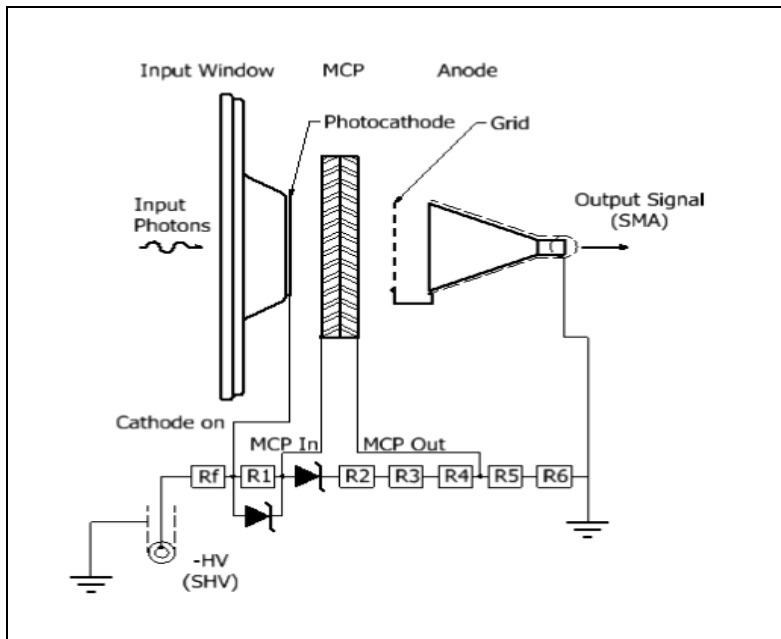 Input Window
MCP
Anode
Photocathode
Grid
Input
Photons
Output Signal
(SMA)
Cathode on
MCP In
MCP Out
Rf
R1
R2
R3
R4
R5
R6
-HV
(SHV)